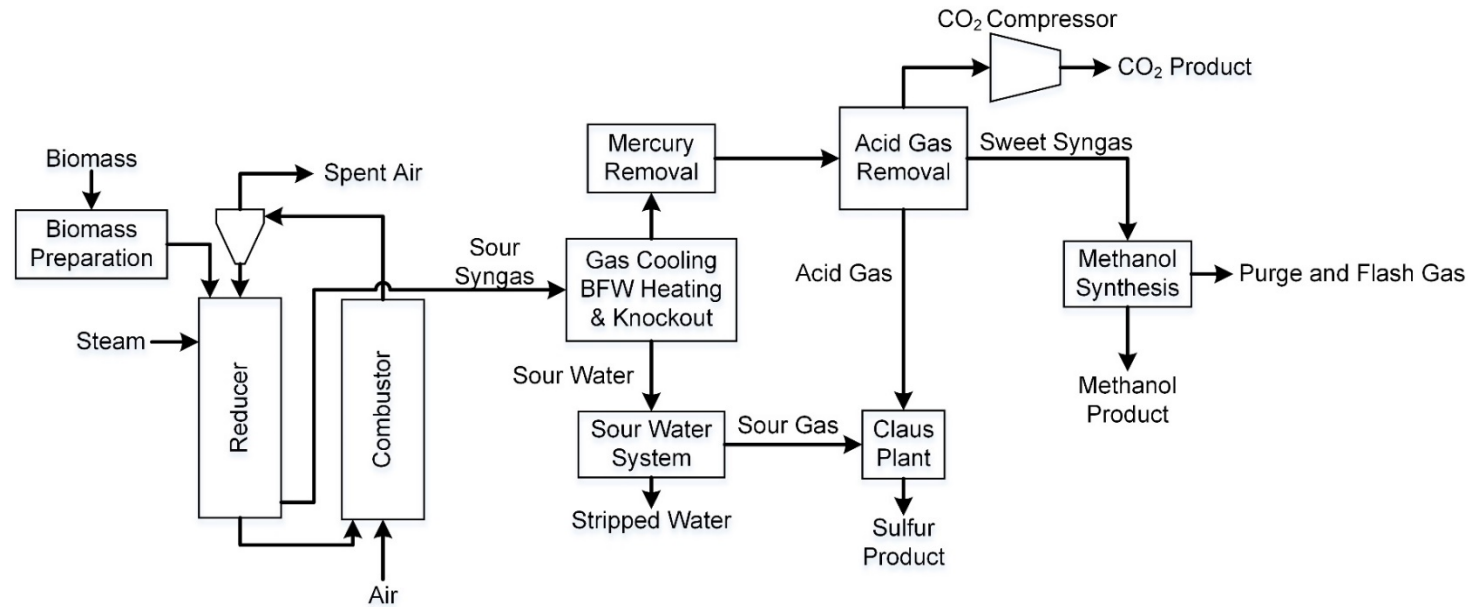 CO₂ Compressor
CO₂ Product
Mercury
Removal
Acid Gas
Removal
Sweet Syngas
Biomass
Spent Air
Biomass
Preparation
Sour
Syngas
Gas Cooling
BFW Heating
& Knockout
Acid Gas
Methanol
Synthesis
Purge and Flash Gas
Steam
Reducer
Combustor
Sour Water
Methanol
Product
Sour Water
System
Sour Gas
Claus
Plant
Stripped Water
Sulfur
Product
Air